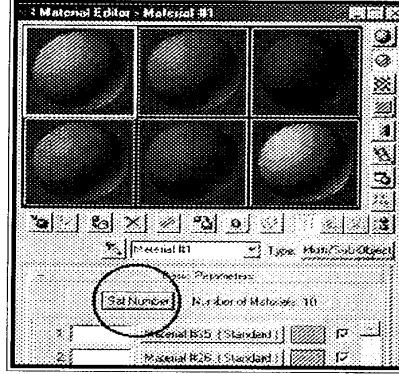 Material Editor - Material #1
Material #1 Type: Multi/Sub-Object
Basic Parameters
Set Number Number of Materials: 10
1: Material #25 ( Standard )
2: Material #26 ( Standard )